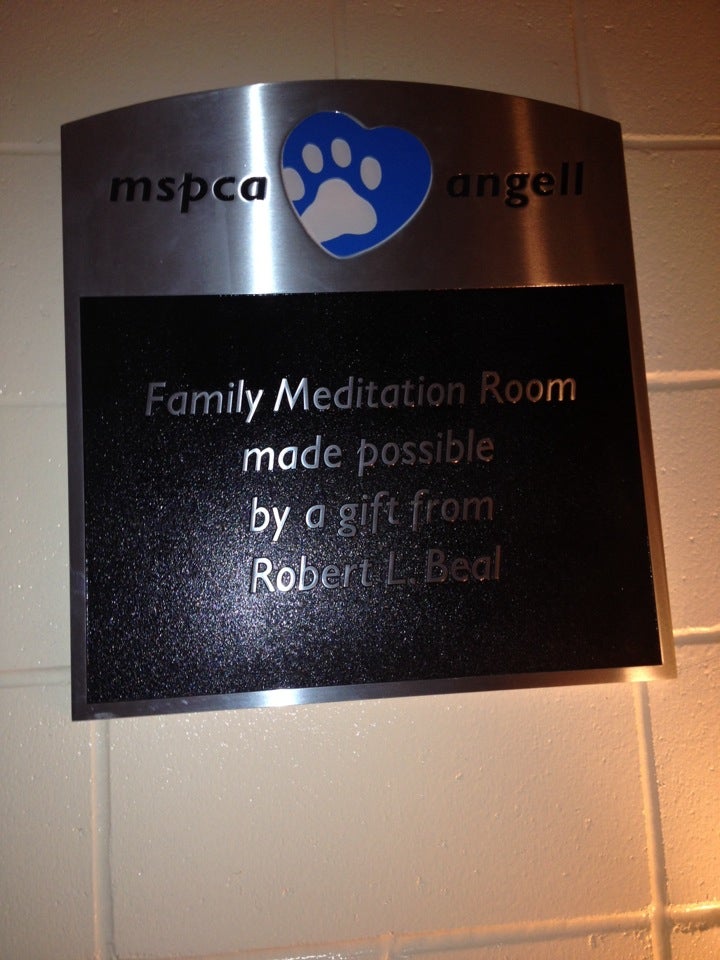 mspca angell
Family Meditation Room
made possible
by a gift from
Robert L. Beal